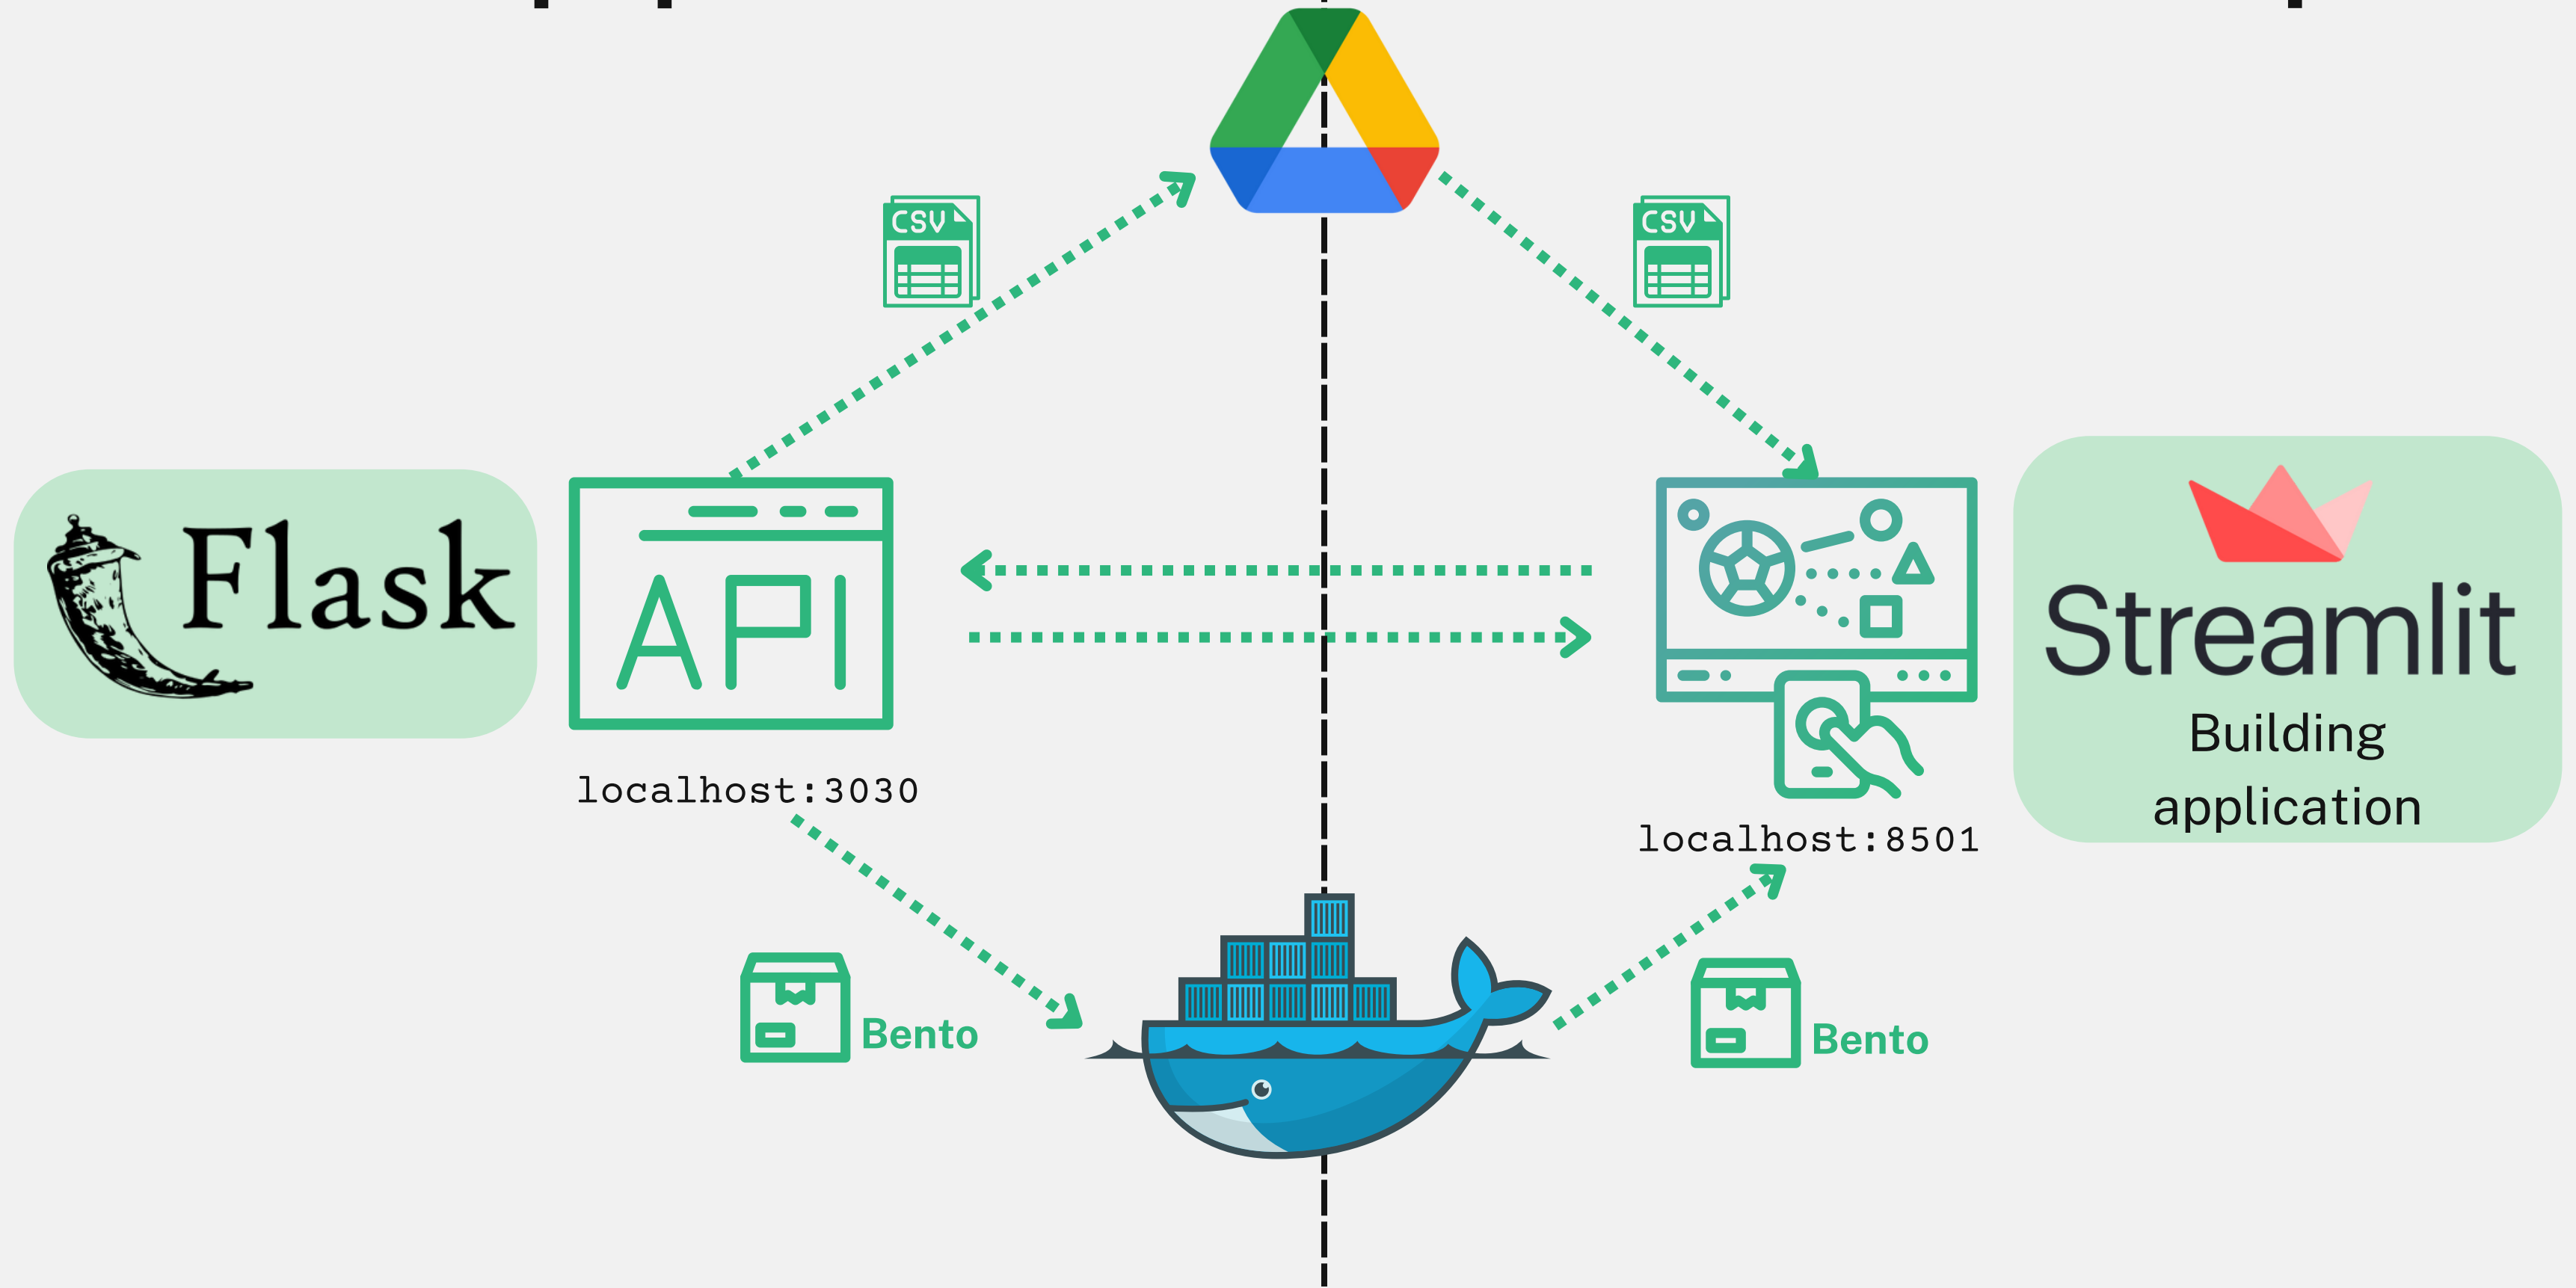 CSV
CSV
Flask
API
Streamlit
Building
application
localhost:3030
localhost:8501
Bento
Bento